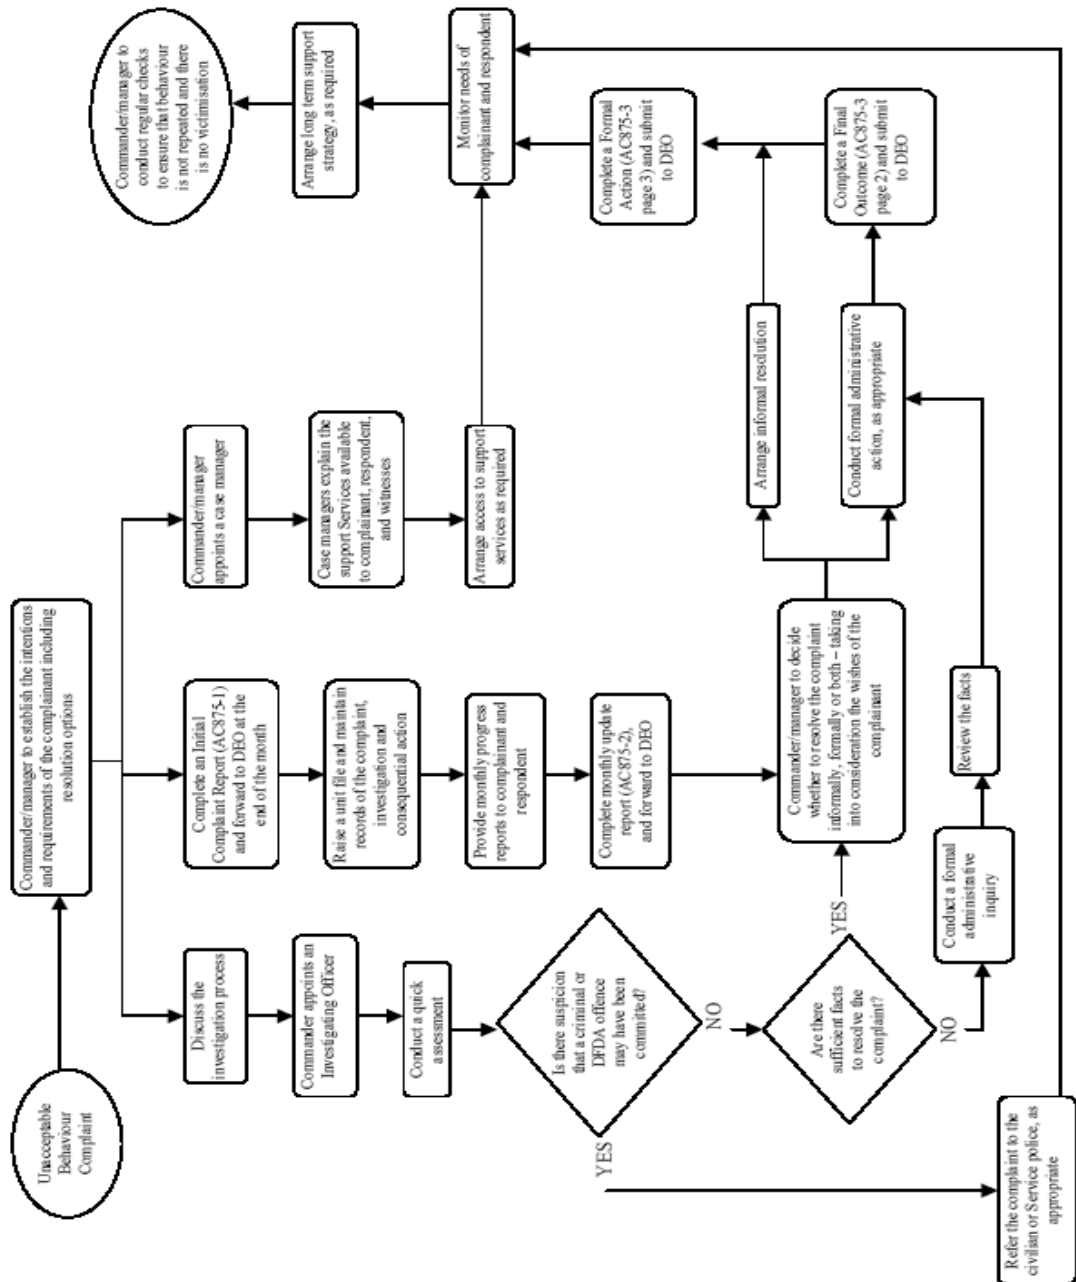 Unacceptable
Behaviour
Complaint
Commander/manager to establish the intentions
and requirements of the complainant including
resolution options
Discuss the
investigation process
Commander appoints an
Investigating Officer
Conduct a quick
assessment
Is there suspicion
that a criminal or
DFDA offence
may have been
committed?
YES
NO
Are there
sufficient facts
to resolve the
complaint?
YES
NO
Refer the complaint to the
civilian or Service police, as
appropriate
Complete an Initial
Complaint Report (AC875-1)
and forward to DEO at the
end of the month
Raise a unit file and maintain
records of the complaint,
investigation and
consequential action
Provide monthly progress
reports to complainant and
respondent
Complete monthly update
report (AC875-2),
and forward to DEO
Commander/manager to decide
whether to resolve the complaint
informally, formally or both – taking
into consideration the wishes of the
complainant
Conduct a formal
administrative
inquiry
Review the facts
Commander/manager
appoints a case manager
Case managers explain the
support Services available
to complainant, respondent,
and witnesses
Arrange access to support
services as required
Arrange informal resolution
Conduct formal administrative
action, as appropriate
Complete a Final
Outcome (AC875-3
page 2) and submit
to DEO
Complete a Formal
Action (AC875-3
page 3) and submit
to DEO
Monitor needs of
complainant and respondent
Arrange long term support
strategy, as required
Commander/manager to
conduct regular checks
to ensure that behaviour
is not repeated and there
is no victimisation